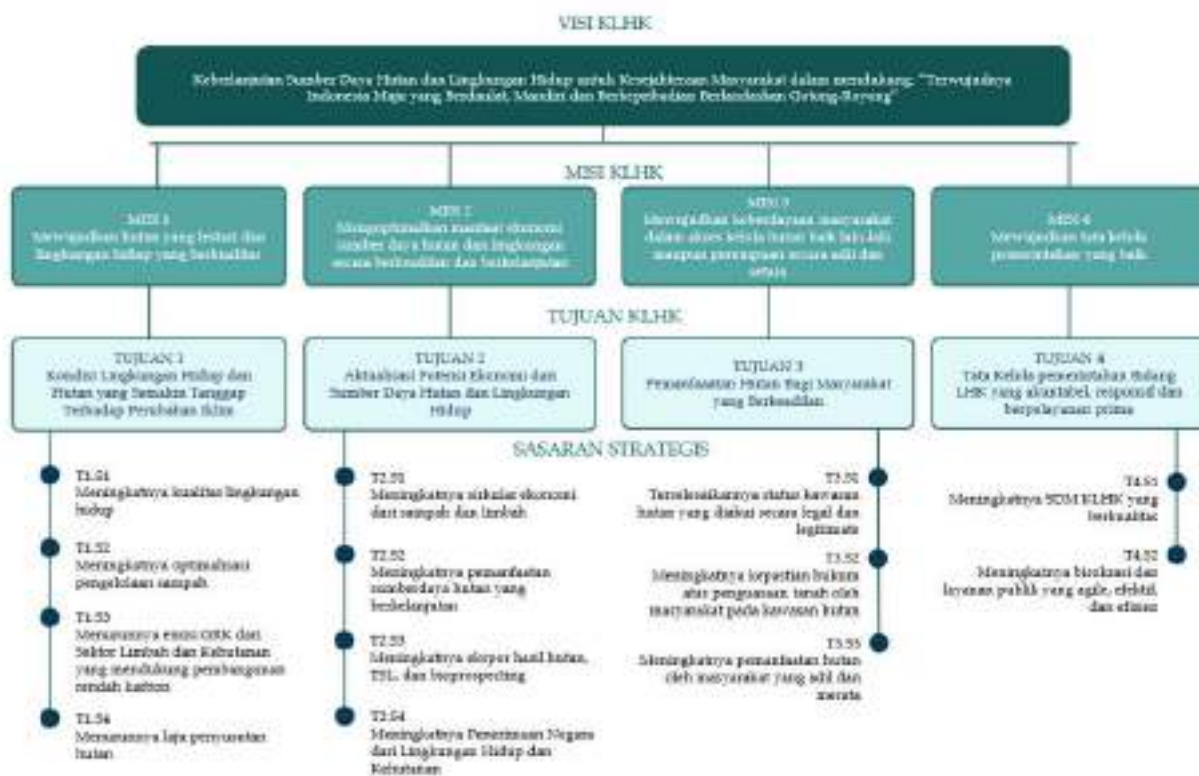 VISI KLHK
Keberlanjutan Sumber Daya Hutan dan Lingkungan Hidup untuk Kesejahteraan Masyarakat dalam mendukung, "Terwujudnya
Indonesia Maju yang Berdaulat, Mandiri dan Berkepribadian Berlandaskan Gotong-Royong"
MISI KLHK
MISI 1
Mewujudkan hutan yang lestari dan
lingkungan hidup yang berkualitas
MISI 2
Mengoptimalkan manfaat ekonomi
sumber daya hutan dan lingkungan
secara berkeadilan dan berkelanjutan
MISI 3
Mewujudkan keberdayaan masyarakat
dalam akses kelola hutan baik laki-laki
maupun perempuan secara adil dan
setara
MISI 4
Mewujudkan tata kelola
pemerintahan yang baik
TUJUAN KLHK
TUJUAN 1
Kondisi Lingkungan Hidup dan
Hutan yang Semakin Tanggap
Terhadap Perubahan Iklim
TUJUAN 2
Aktualisasi Potensi Ekonomi dari
Sumber Daya Hutan dan Lingkungan
Hidup
TUJUAN 3
Pemanfaatan Hutan Bagi Masyarakat
yang Berkeadilan
TUJUAN 4
Tata Kelola pemerintahan Bidang
LHK yang akuntabel, responsif dan
berpelayanan prima
SASARAN STRATEGIS
T1.S1
Meningkatnya kualitas lingkungan
hidup
T1.S2
Meningkatnya optimalisasi
pengelolaan sampah
T1.S3
Menurunnya emisi GRK dari
Sektor Limbah dan Kehutanan
yang mendukung pembangunan
rendah karbon
T1.S4
Menurunnya laju penyusutan
hutan
T2.S1
Meningkatnya sirkular ekonomi
dari sampah dan limbah
T2.S2
Meningkatnya pemanfaatan
sumberdaya hutan yang
berkelanjutan
T2.S3
Meningkatnya ekspor hasil hutan,
TSL, dan bioprospecting
T2.S4
Meningkatnya Penerimaan Negara
dari Lingkungan Hidup dan
Kehutanan
T3.S1
Terselesaikannya status kawasan
hutan yang diakui secara legal dan
legitimate
T3.S2
Meningkatnya kepastian hukum
atas penguasaan tanah oleh
masyarakat pada kawasan hutan
T3.S3
Meningkatnya pemanfaatan hutan
oleh masyarakat yang adil dan
merata
T4.S1
Meningkatnya SDM KLHK yang
berkualitas
T4.S2
Meningkatnya birokrasi dan
layanan publik yang agile, efektif,
dan efisien